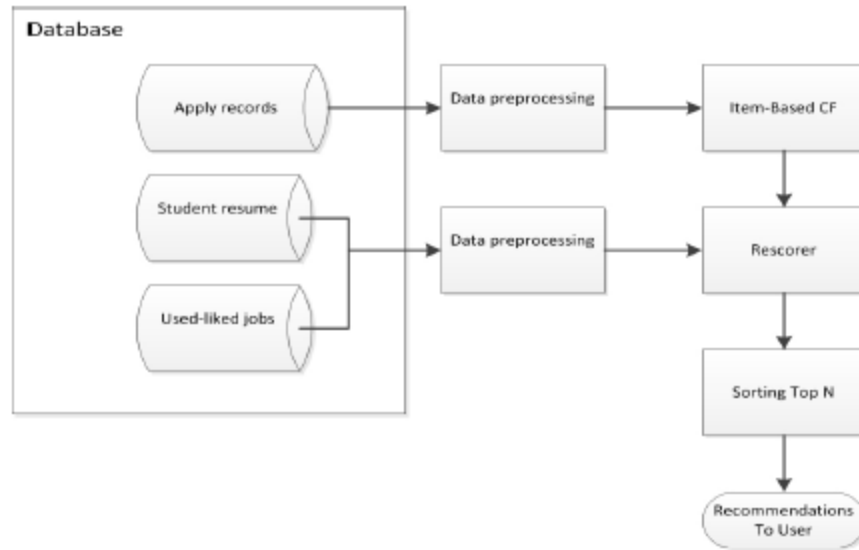 Database
Apply records
Data preprocessing
Item-Based CF
Student resume
Data preprocessing
Rescorer
Used-liked jobs
Sorting Top N
Recommendations
To User